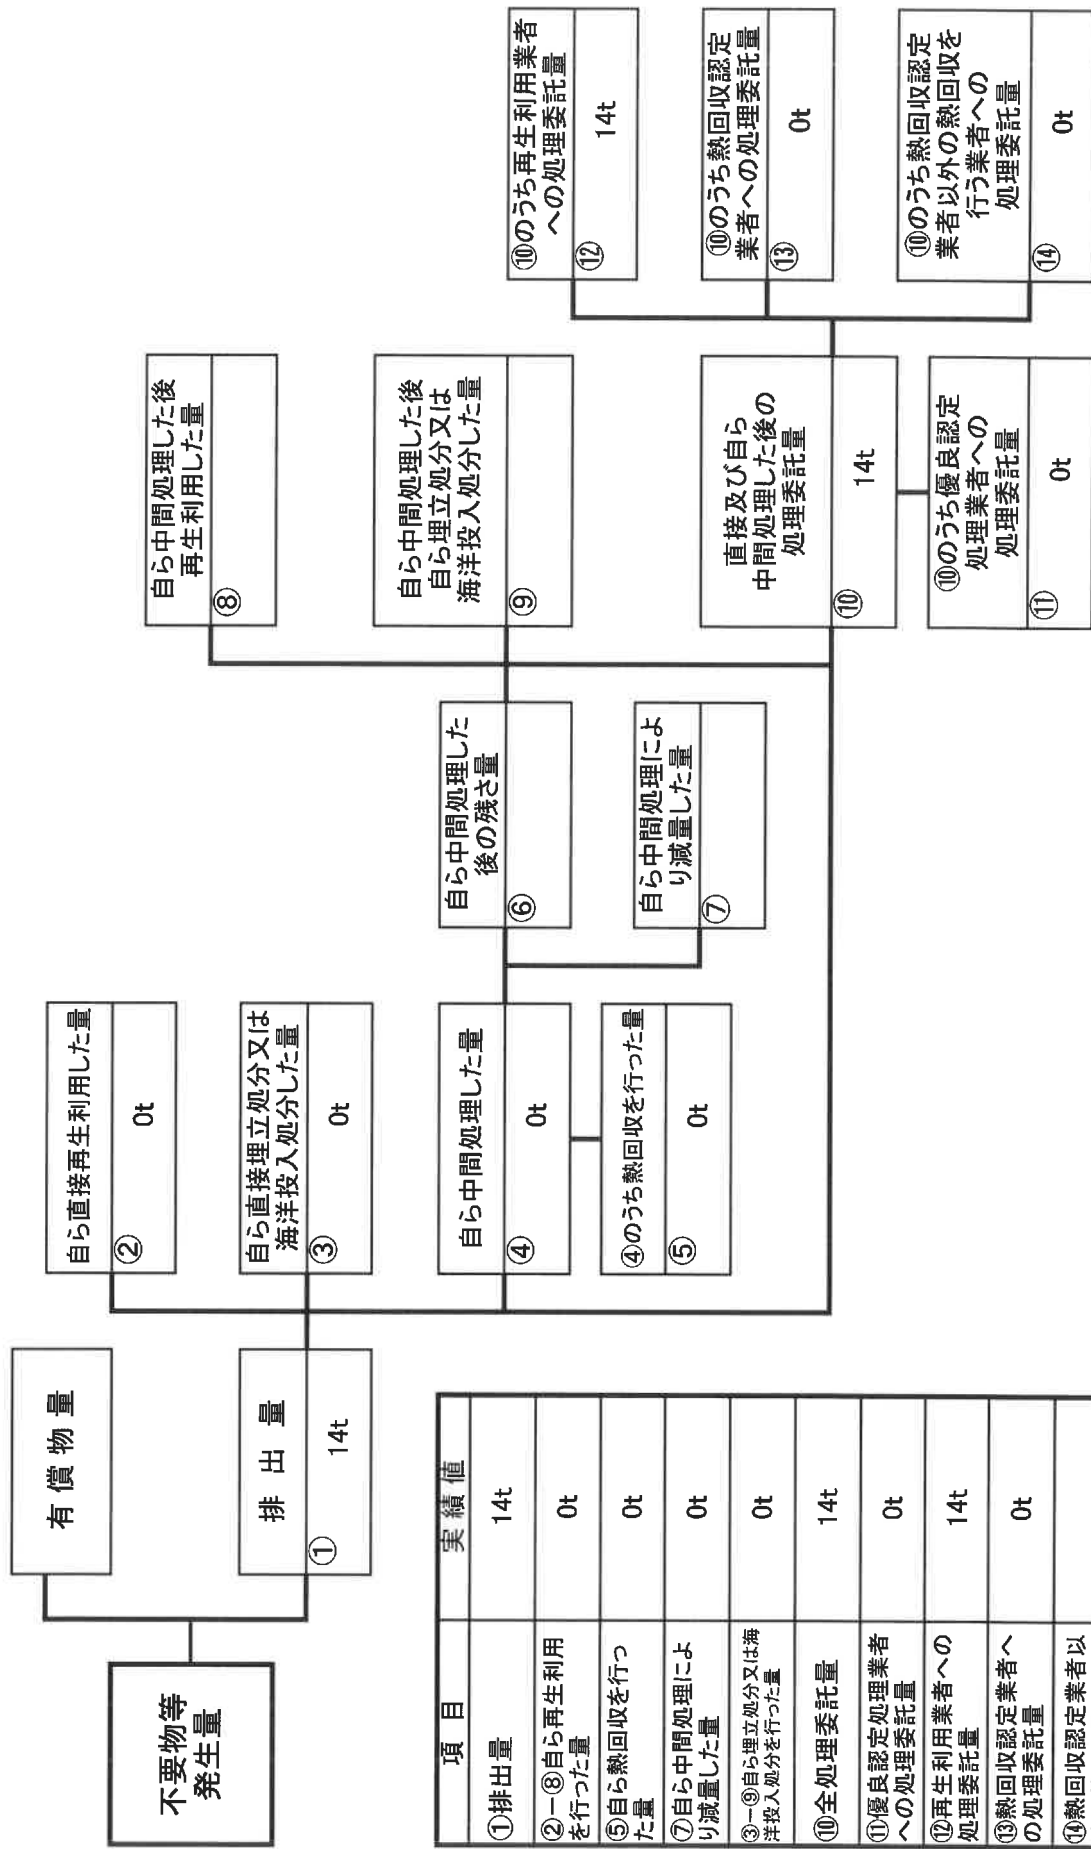 不要物等
発生量
有償物量
排出量
①
14t
自ら直接再生利用した量
②
0t
自ら直接埋立処分又は
海洋投入処分した量
③
0t
自ら中間処理した量
④
0t
④のうち熱回収を行った量
⑤
0t
自ら中間処理した
後の残さ量
⑥
自ら中間処理によ
り減量した量
⑦
自ら中間処理した後
再生利用した量
⑧
自ら中間処理した後
自ら埋立処分又は
海洋投入処分した量
⑨
直接及び自ら
中間処理した後の
処理委託量
⑩
14t
⑩のうち優良認定
処理業者への
処理委託量
⑪
0t
⑩のうち再生利用業者
への処理委託量
⑫
14t
⑩のうち熱回収認定
業者への処理委託量
⑬
0t
⑩のうち熱回収認定
業者以外の熱回収を
行う業者への
処理委託量
⑭
0t
項目 実績値
①排出量 14t
②ー⑧自ら再生利用
を行った量 0t
⑤自ら熱回収を行っ
た量 0t
⑦自ら中間処理によ
り減量した量 0t
③ー⑨自ら埋立処分又は海
洋投入処分を行った量 0t
⑩全処理委託量 14t
⑪優良認定処理業者
への処理委託量 0t
⑫再生利用業者への
処理委託量 14t
⑬熱回収認定業者へ
の処理委託量 0t
⑭熱回収認定業者以